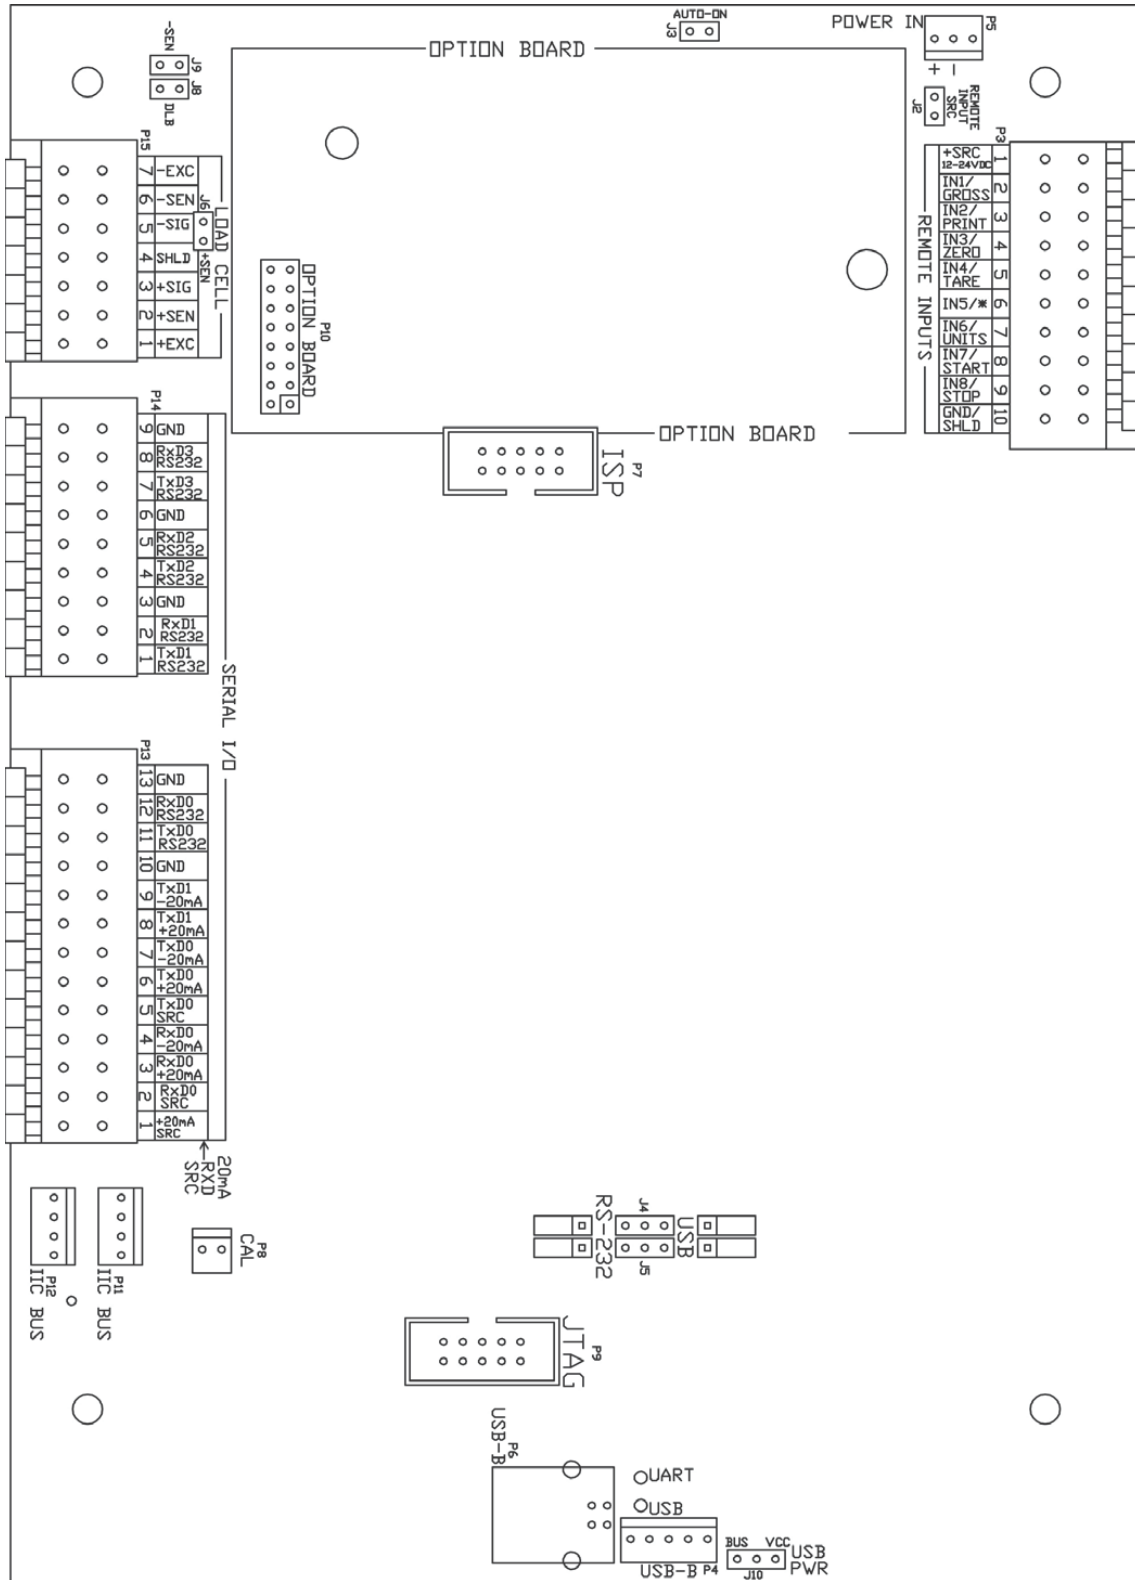 AUTO-ON
J3
POWER IN
P5
+ -
OPTION BOARD
-SEN
J9
J8
DLB
J2
REMOTE
INPUT
SRC
P15
7 -EXC
6 -SEN
5 -SIG
4 SHLD
3 +SIG
2 +SEN
1 +EXC
J6
+SEN
LOAD CELL
P10
OPTION BOARD
P3
+SRC
12-24VDC 1
IN1/
GROSS 2
IN2/
PRINT 3
IN3/
ZERO 4
IN4/
TARE 5
IN5/* 6
IN6/
UNITS 7
IN7/
START 8
IN8/
STOP 9
GND/
SHLD 10
REMOTE INPUTS
OPTION BOARD
ISP
P7
P14
9 GND
8 RxD3
RS232
7 TxD3
RS232
6 GND
5 RxD2
RS232
4 TxD2
RS232
3 GND
2 RxD1
RS232
1 TxD1
RS232
SERIAL I/O
P13
13 GND
12 RxD0
RS232
11 TxD0
RS232
10 GND
9 TxD1
-20mA
8 TxD1
+20mA
7 TxD0
-20mA
6 TxD0
+20mA
5 TxD0
SRC
4 RxD0
-20mA
3 RxD0
+20mA
2 RxD0
SRC
1 +20mA
SRC
20mA
RXD
SRC
P12
IIC BUS
P11
IIC BUS
P8
CAL
RS-232
J4
J5
USB
JTAG
P9
USB-B
P6
UART
USB
USB-B P4
BUS VCC
J10
USB
PWR